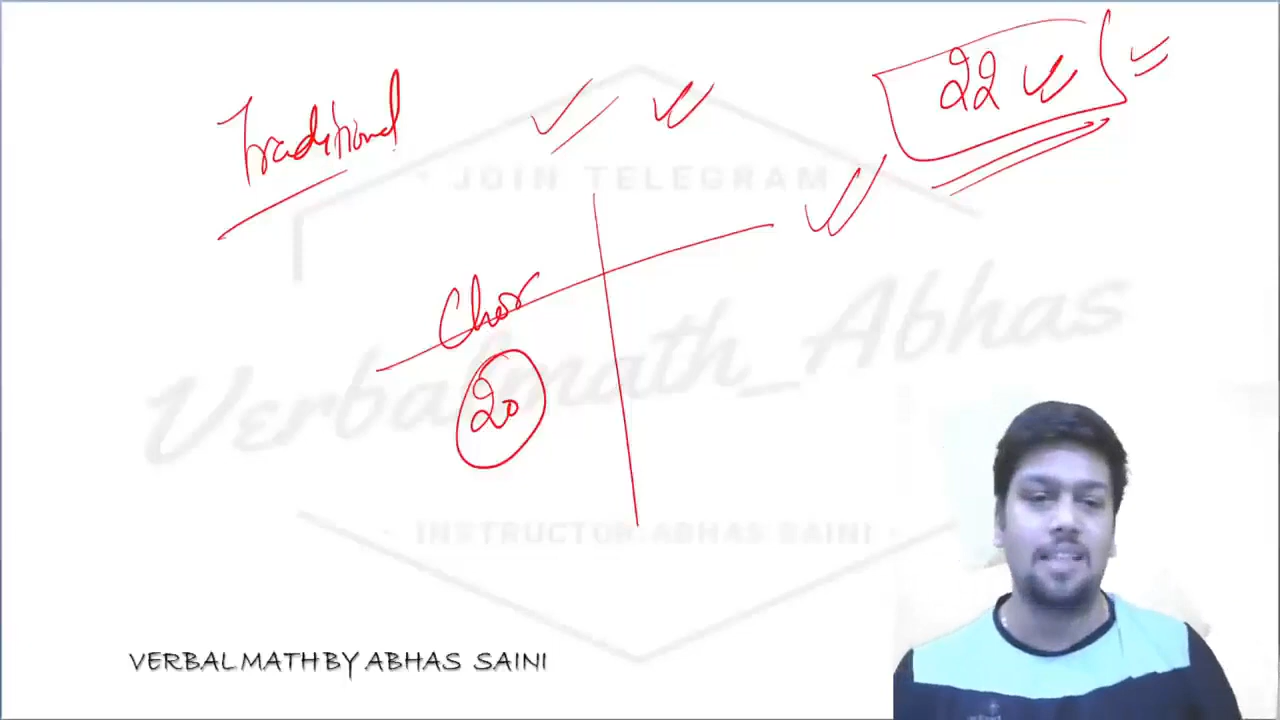 Traditional
22
JOIN TELEGRAM
Chor
20
Verbalmath_Abhas
INSTRUCTOR:ABHAS SAINI
VERBAL MATH BY ABHAS SAINI